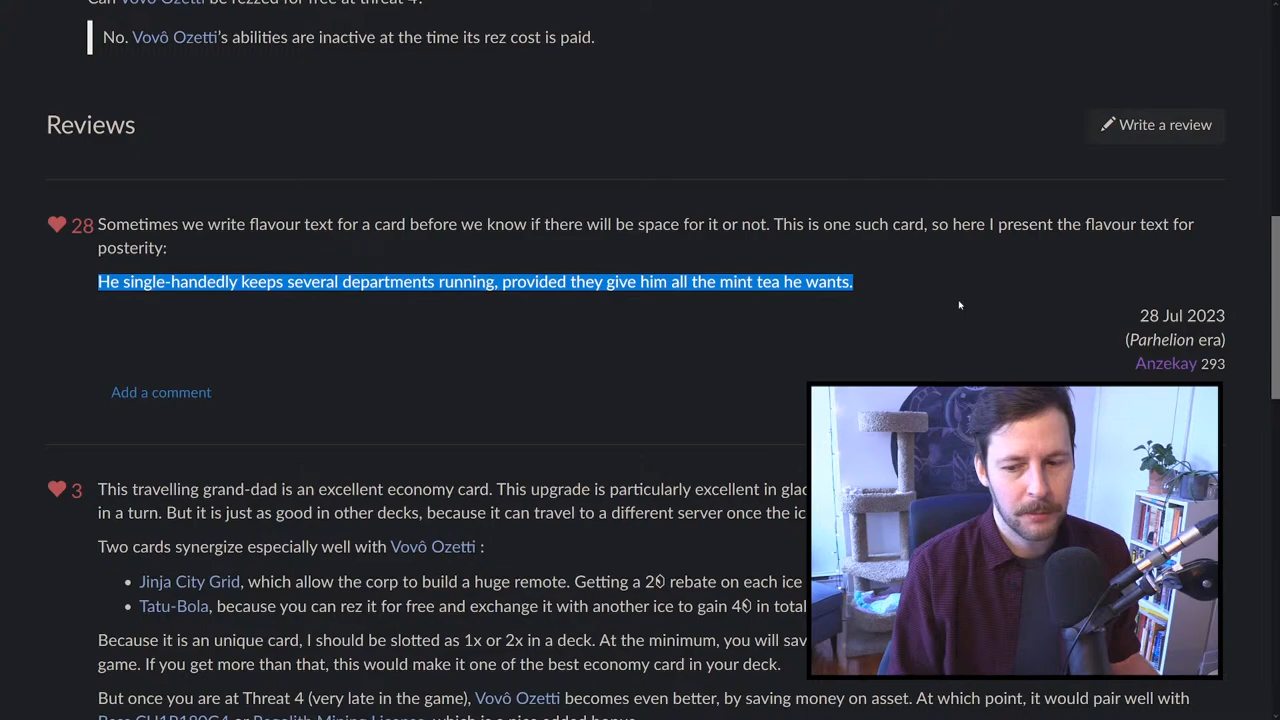 Can Vovô Ozetti be rezzed for free at threat 4?
No. Vovô Ozetti's abilities are inactive at the time its rez cost is paid.
Reviews
Write a review
28 Sometimes we write flavour text for a card before we know if there will be space for it or not. This is one such card, so here I present the flavour text for
posterity:
He single-handedly keeps several departments running, provided they give him all the mint tea he wants.
28 Jul 2023
(Parhelion era)
Anzekay 293
Add a comment
3 This travelling grand-dad is an excellent economy card. This upgrade is particularly excellent in glac
in a turn. But it is just as good in other decks, because it can travel to a different server once the ic
Two cards synergize especially well with Vovô Ozetti :
• Jinja City Grid, which allow the corp to build a huge remote. Getting a 2 rebate on each ice
• Tatu-Bola, because you can rez it for free and exchange it with another ice to gain 4 in total
Because it is an unique card, I should be slotted as 1x or 2x in a deck. At the minimum, you will sav
game. If you get more than that, this would make it one of the best economy card in your deck.
But once you are at Threat 4 (very late in the game), Vovô Ozetti becomes even better, by saving money on asset. At which point, it would pair well with